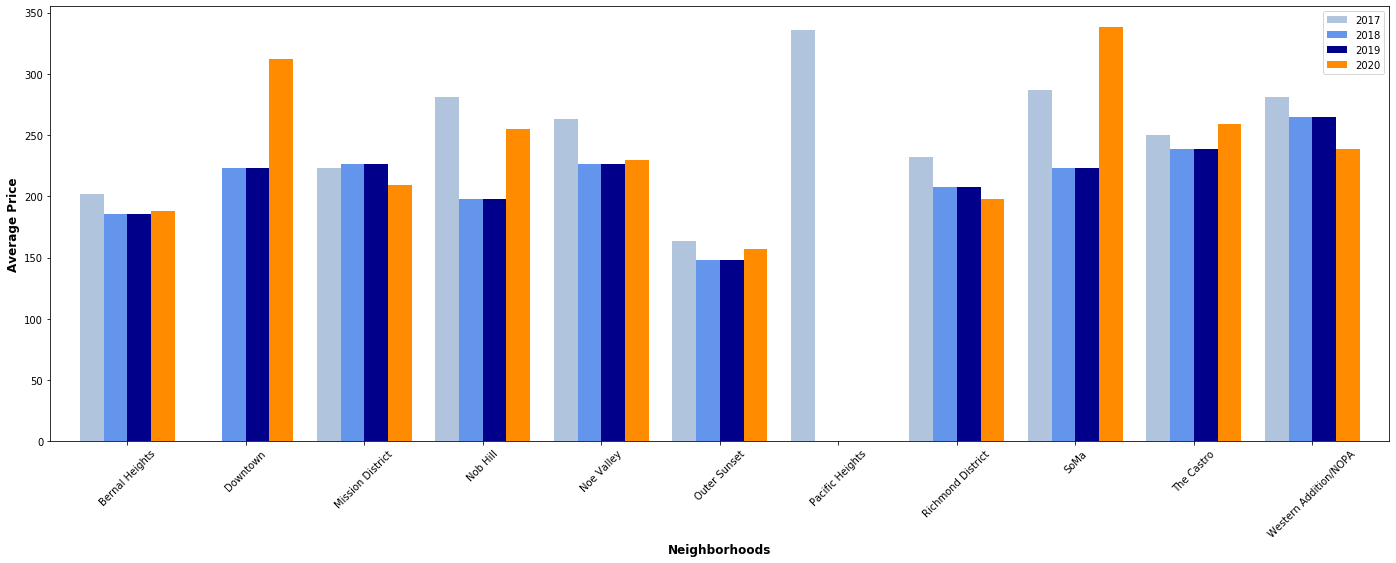 350
300
250
200
150
100
50
0
Average Price
2017
2018
2019
2020
Bernal Heights
Downtown
Mission District
Nob Hill
Noe Valley
Outer Sunset
Pacific Heights
Richmond District
SoMa
The Castro
Western Addition/NOPA
Neighborhoods